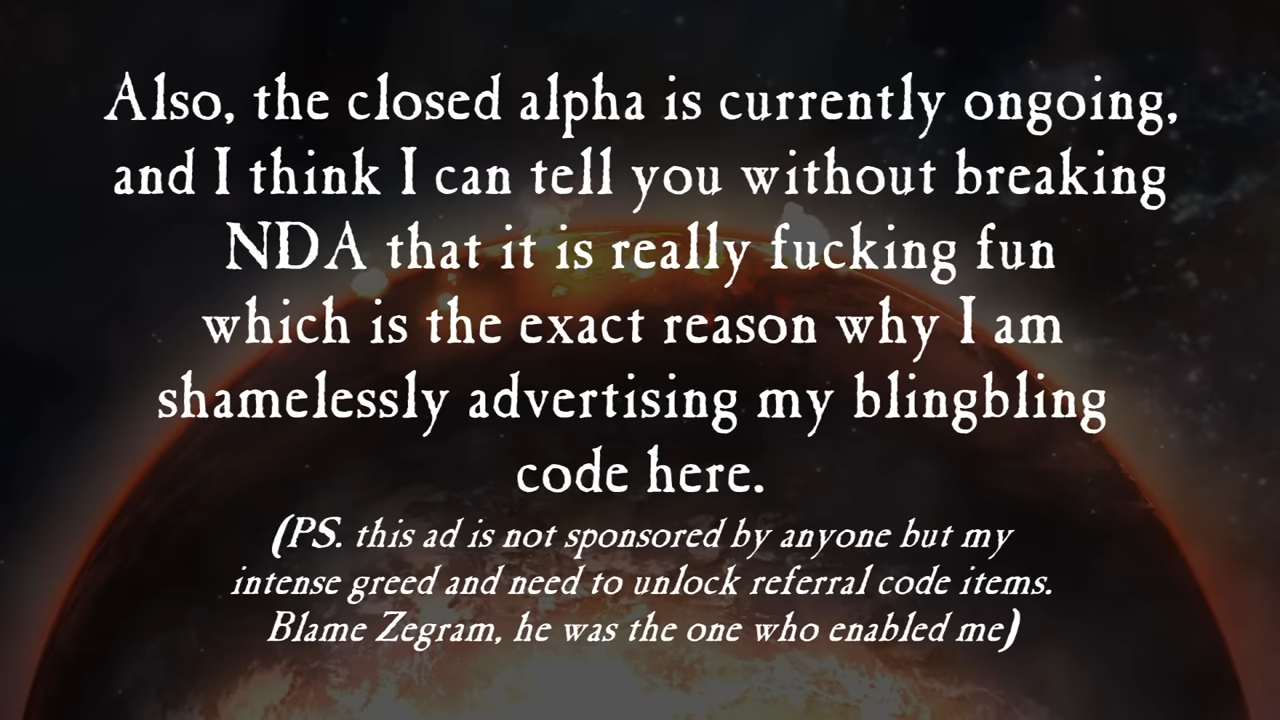 Also, the closed alpha is currently ongoing,
and I think I can tell you without breaking
NDA that it is really fucking fun
which is the exact reason why I am
shamelessly advertising my blingbling
code here.
(PS. this ad is not sponsored by anyone but my
intense greed and need to unlock referral code items.
Blame Zegram, he was the one who enabled me)